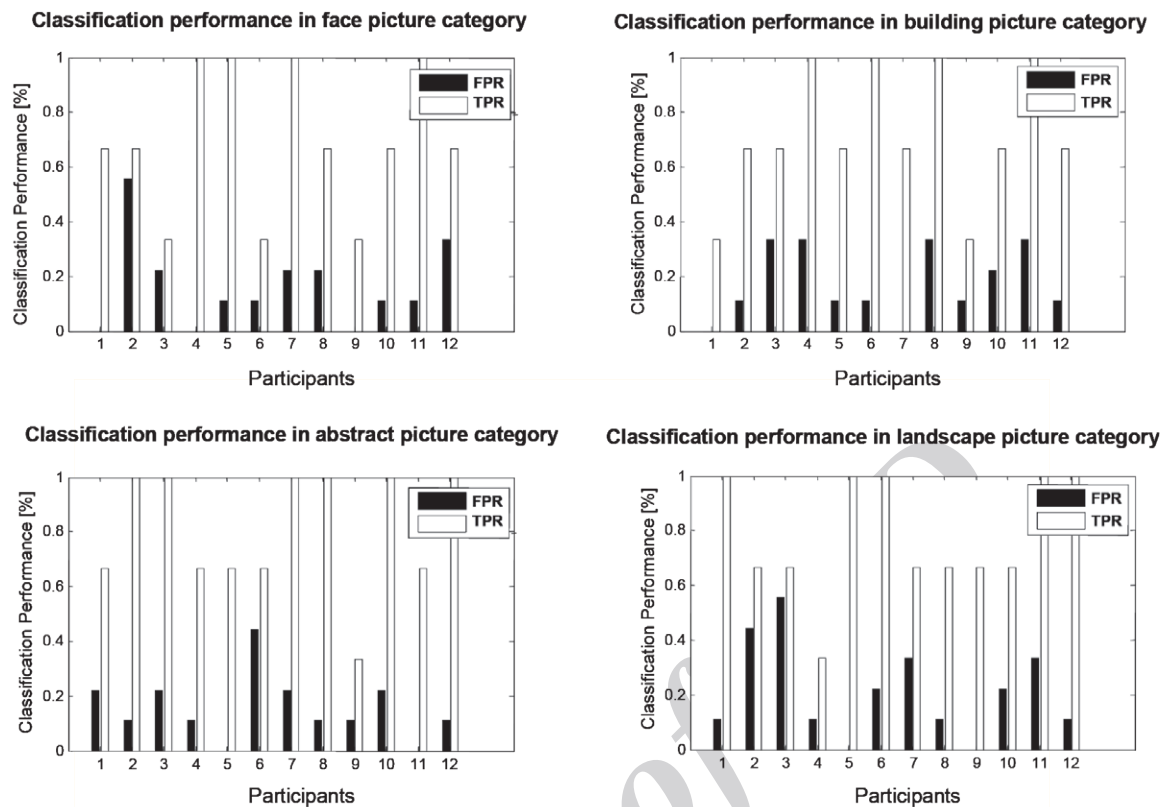 Classification performance in face picture category
Classification Performance [%]
1
0.8
0.6
0.4
0.2
0
FPR
TPR
1 2 3 4 5 6 7 8 9 10 11 12
Participants
Classification performance in building picture category
Classification Performance [%]
1
0.8
0.6
0.4
0.2
0
FPR
TPR
1 2 3 4 5 6 7 8 9 10 11 12
Participants
Classification performance in abstract picture category
Classification Performance [%]
1
0.8
0.6
0.4
0.2
0
FPR
TPR
1 2 3 4 5 6 7 8 9 10 11 12
Participants
Classification performance in landscape picture category
Classification Performance [%]
1
0.8
0.6
0.4
0.2
0
FPR
TPR
1 2 3 4 5 6 7 8 9 10 11 12
Participants